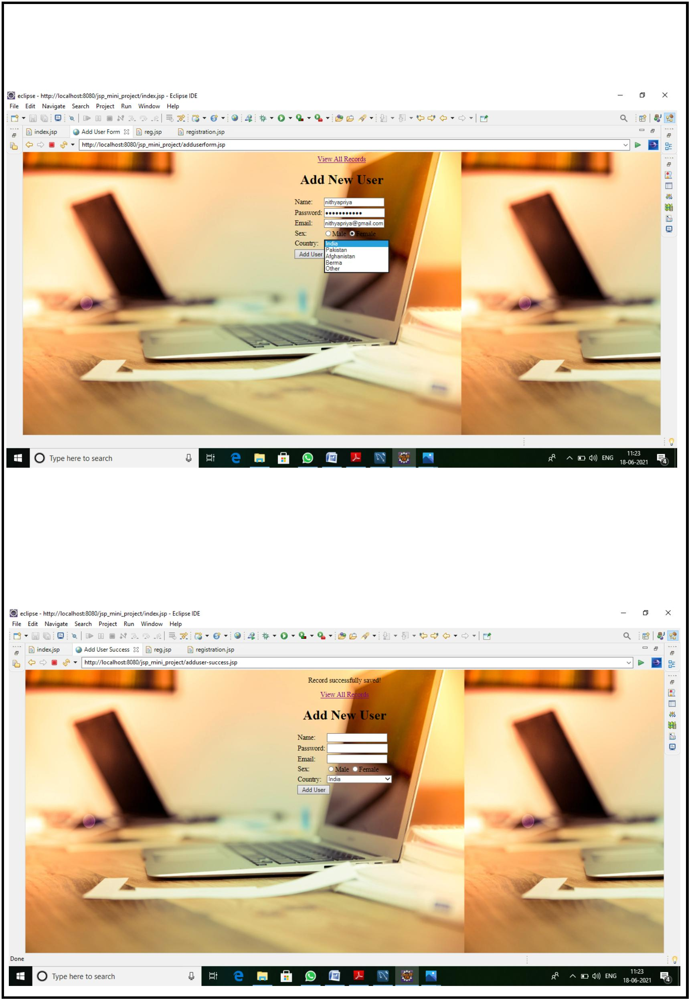 eclipse - http://localhost:8080/jsp_mini_project/index.jsp - Eclipse IDE
File Edit Navigate Search Project Run Window Help
index.jsp Add User Form reg.jsp registration.jsp
http://localhost:8080/jsp_mini_project/adduserform.jsp
View All Records
Add New User
Name: nithyapriya
Password: •••••••••••
Email: nithyapriya@gmail.com
Sex: Male Female
Country: India
Pakistan
Add User Afghanistan
Berma
Other
Type here to search ENG 11:23
18-06-2021 4
eclipse - http://localhost:8080/jsp_mini_project/index.jsp - Eclipse IDE
File Edit Navigate Search Project Run Window Help
index.jsp Add User Success reg.jsp registration.jsp
http://localhost:8080/jsp_mini_project/adduser-success.jsp
Record successfully saved!
View All Records
Add New User
Name:
Password:
Email:
Sex: Male Female
Country: India
Add User
Done
Type here to search ENG 11:23
18-06-2021 4